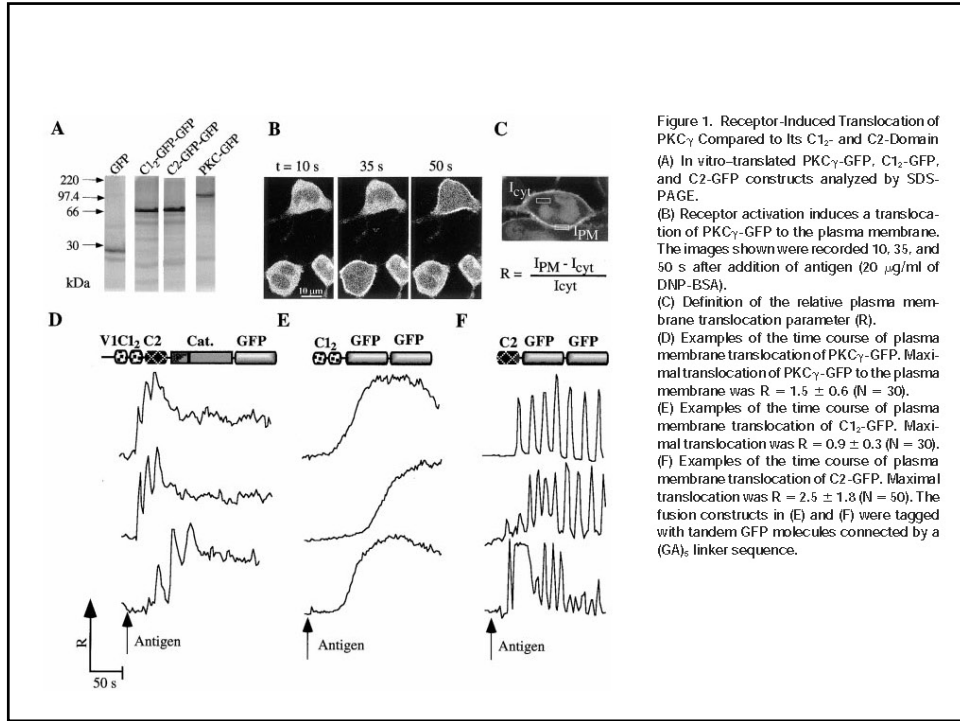 A
GFP
C1₂-GFP-GFP
C2-GFP-GFP
PKC-GFP
220
97.4
66
30
kDa
B
t = 10 s 35 s 50 s
10 μm
C
Icyt
IPM
R = IPM - Icyt
Icyt
D
V1C1₂ C2 Cat. GFP
E
C1₂ GFP GFP
F
C2 GFP GFP
R
50 s
Antigen
Antigen
Antigen
Figure 1. Receptor-Induced Translocation of
PKCγ Compared to Its C1₂- and C2-Domain
(A) In vitro–translated PKCγ-GFP, C1₂-GFP,
and C2-GFP constructs analyzed by SDS-
PAGE.
(B) Receptor activation induces a transloca-
tion of PKCγ-GFP to the plasma membrane.
The images shown were recorded 10, 35, and
50 s after addition of antigen (20 μg/ml of
DNP-BSA).
(C) Definition of the relative plasma mem-
brane translocation parameter (R).
(D) Examples of the time course of plasma
membrane translocation of PKCγ-GFP. Maxi-
mal translocation of PKCγ-GFP to the plasma
membrane was R = 1.5 ± 0.6 (N = 30).
(E) Examples of the time course of plasma
membrane translocation of C1₂-GFP. Maxi-
mal translocation was R = 0.9 ± 0.3 (N = 30).
(F) Examples of the time course of plasma
membrane translocation of C2-GFP. Maximal
translocation was R = 2.5 ± 1.8 (N = 50). The
fusion constructs in (E) and (F) were tagged
with tandem GFP molecules connected by a
(GA)₅ linker sequence.